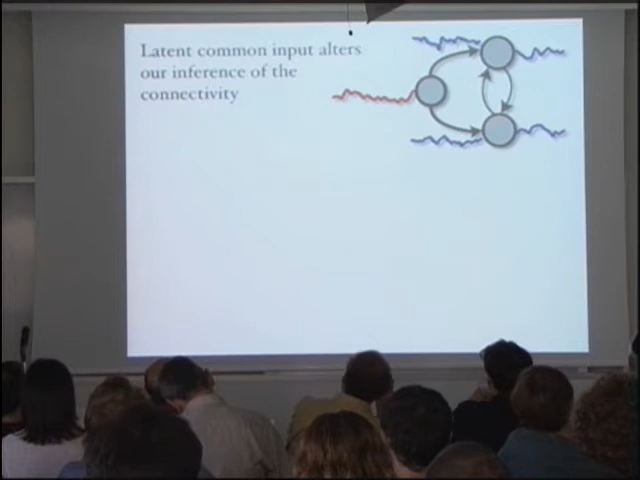 Latent common input alters
our inference of the
connectivity